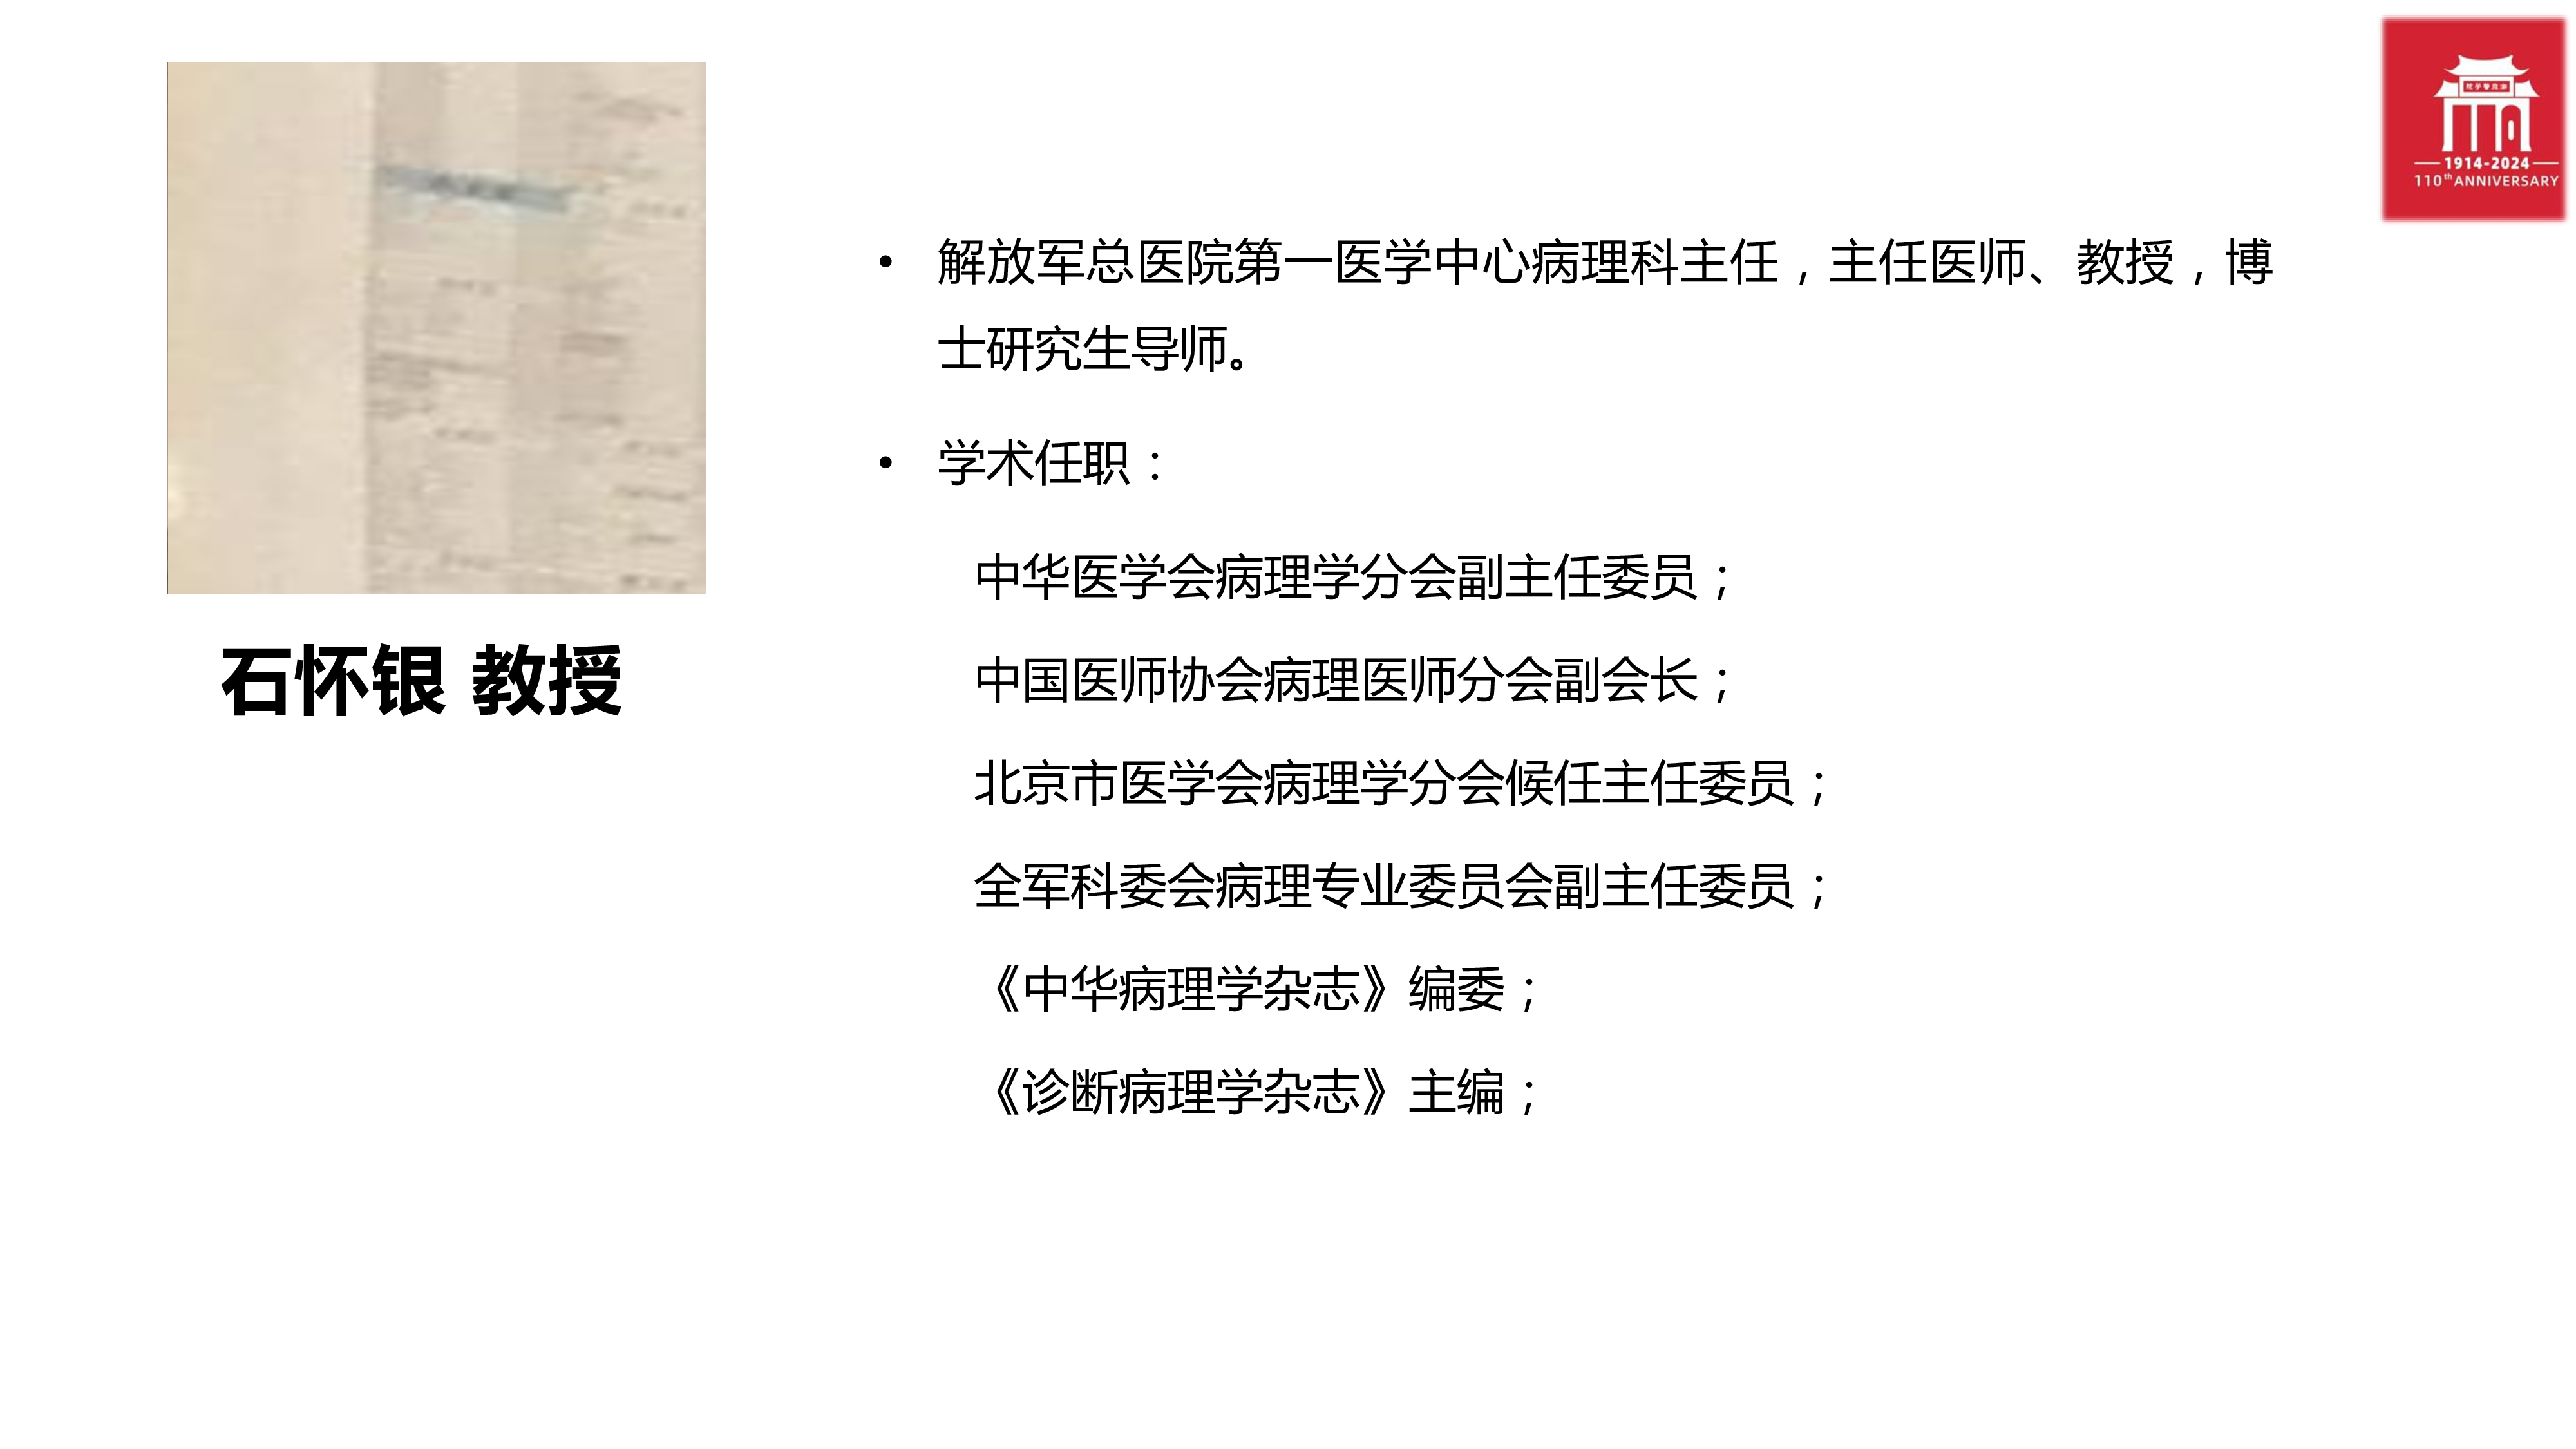 1914-2024
110th ANNIVERSARY
• 解放军总医院第一医学中心病理科主任，主任医师、教授，博
士研究生导师。
• 学术任职：
中华医学会病理学分会副主任委员；
中国医师协会病理医师分会副会长；
北京市医学会病理学分会候任主任委员；
全军科委会病理专业委员会副主任委员；
《中华病理学杂志》编委；
《诊断病理学杂志》主编；
石怀银 教授